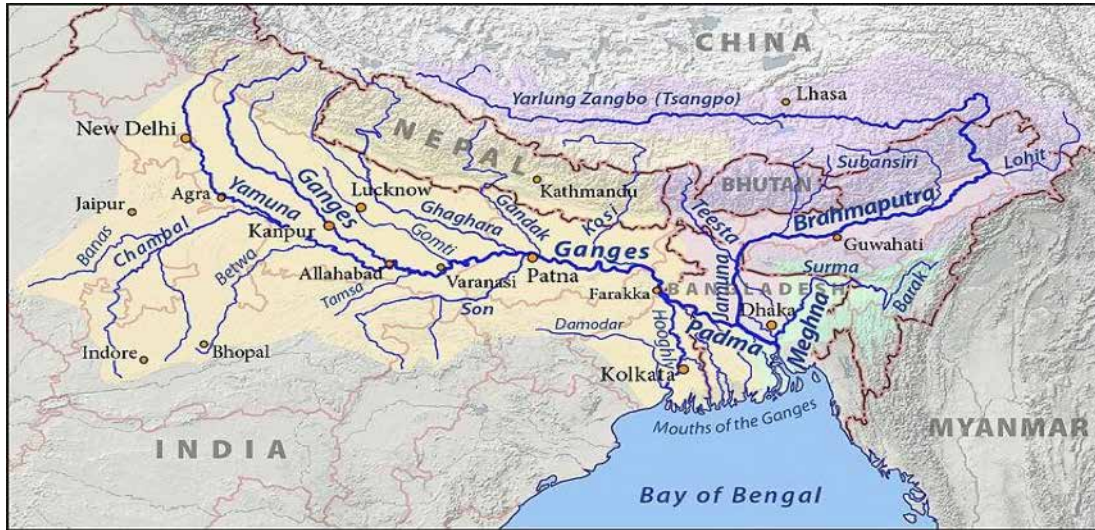 CHINA
Yarlung Zangbo (Tsangpo)
Lhasa
New Delhi
NEPAL
Subansiri
Lohit
Agra
Yamuna
Ganges
Lucknow
Kathmandu
BHUTAN
Jaipur
Kanpur
Ghaghara
Gandak
Kosi
Teesta
Brahmaputra
Banas
Chambal
Gomti
Ganges
Guwahati
Betwa
Allahabad
Varanasi
Patna
Surma
Tamsa
Son
Farakka
BANGLADESH
Barak
Jamuna
Dhaka
Damodar
Hooghly
Padma
Meghna
Indore
Bhopal
Kolkata
Mouths of the Ganges
INDIA
MYANMAR
Bay of Bengal